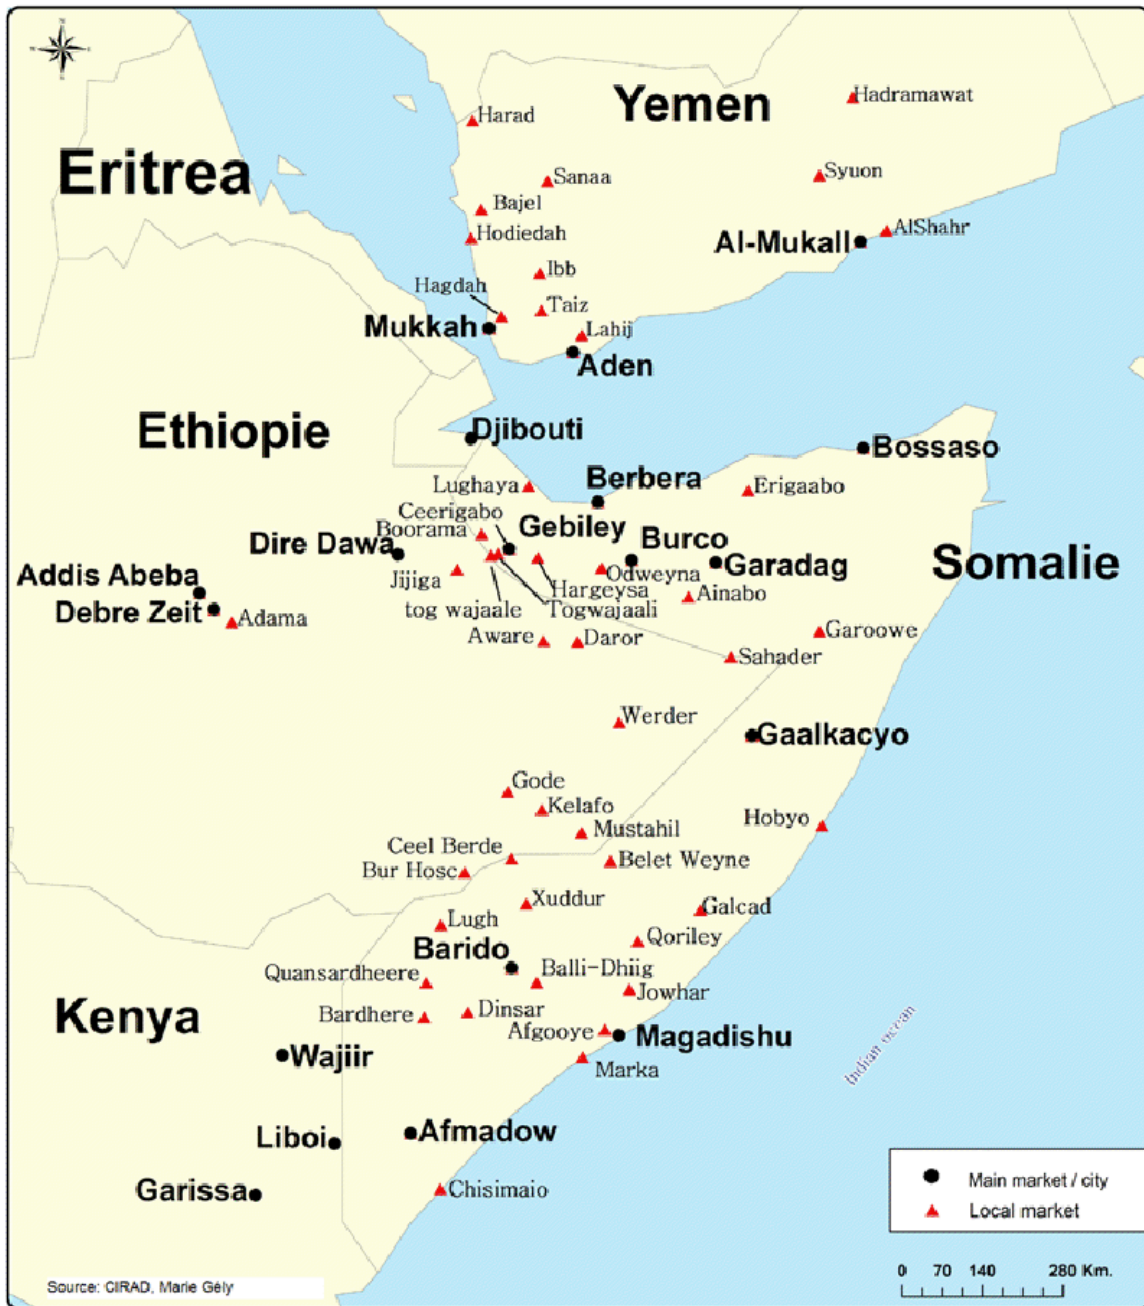 N
Yemen
Hadramawat
Harad
Eritrea
Sanaa
Syuon
Bajel
Hodiedah
AlShahr
Al-Mukall
Ibb
Hagdah
Taiz
Mukkah
Lahij
Aden
Ethiopie
Djibouti
Bossaso
Berbera
Lughaya
Erigaabo
Ceerigabo
Boorama
Gebiley
Dire Dawa
Burco
Garadag
Somalie
Addis Abeba
Jijiga
Hargeysa
Odweyna
Ainabo
Debre Zeit
tog wajaale
Togwajaali
Adama
Aware
Daror
Garoowe
Sahader
Werder
Gaalkacyo
Gode
Kelafo
Hobyo
Mustahil
Ceel Berde
Bur Hosc
Belet Weyne
Xuddur
Galcad
Lugh
Qoriley
Barido
Quansardheere
Balli-Dhiig
Jowhar
Kenya
Bardhere
Dinsar
Afgooye
Magadishu
Indian ocean
Wajiir
Marka
Liboi
Afmadow
Garissa
Chisimaio
Main market / city
Local market
Source: CIRAD, Marie Gély
0 70 140 280 Km.